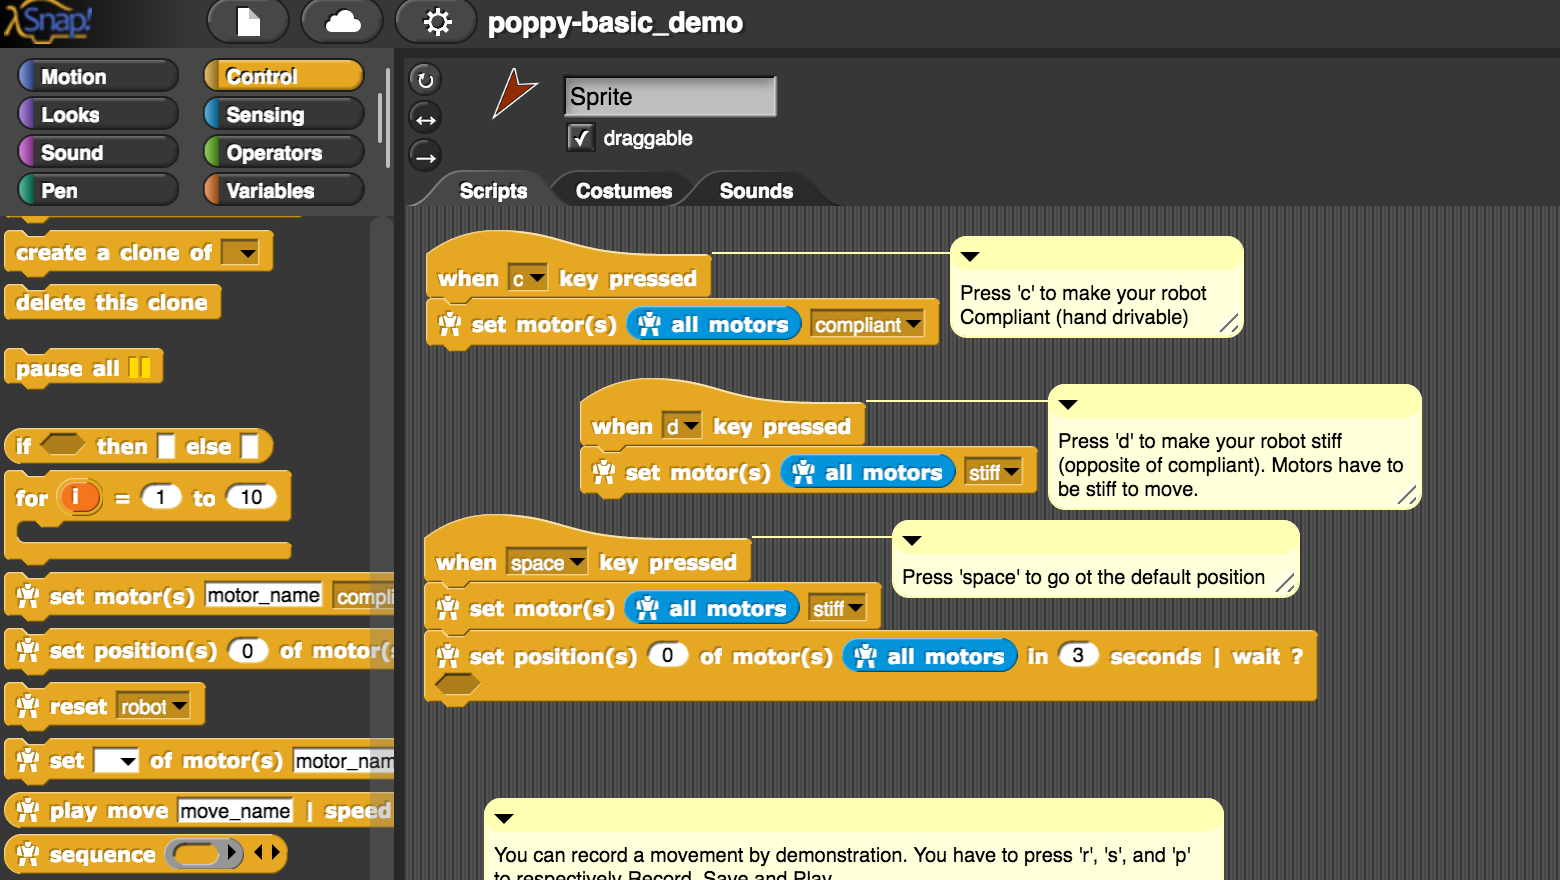 Snap!
poppy-basic_demo
Motion
Control
Looks
Sensing
Sound
Operators
Pen
Variables
Sprite
draggable
Scripts
Costumes
Sounds
create a clone of
delete this clone
pause all
if then else
for i = 1 to 10
set motor(s) motor_name compli
set position(s) 0 of motor(s
reset robot
set of motor(s) motor_nam
play move move_name | speed
sequence
when c key pressed
set motor(s) all motors compliant
Press 'c' to make your robot
Compliant (hand drivable)
when d key pressed
set motor(s) all motors stiff
Press 'd' to make your robot stiff
(opposite of compliant). Motors have to
be stiff to move.
when space key pressed
set motor(s) all motors stiff
set position(s) 0 of motor(s) all motors in 3 seconds | wait ?
Press 'space' to go ot the default position
You can record a movement by demonstration. You have to press 'r', 's', and 'p'
to respectively Record, Save and Play